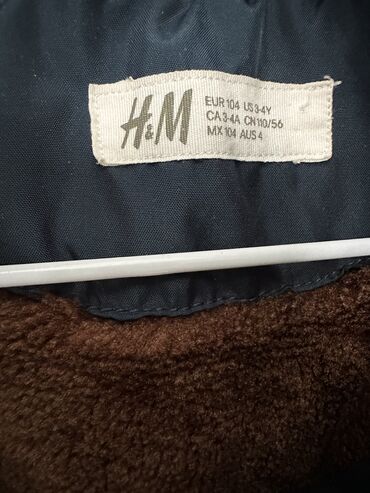 H&M
EUR 104 US 3-4Y
CA 3-4A CN 110/56
MX 104 AUS 4